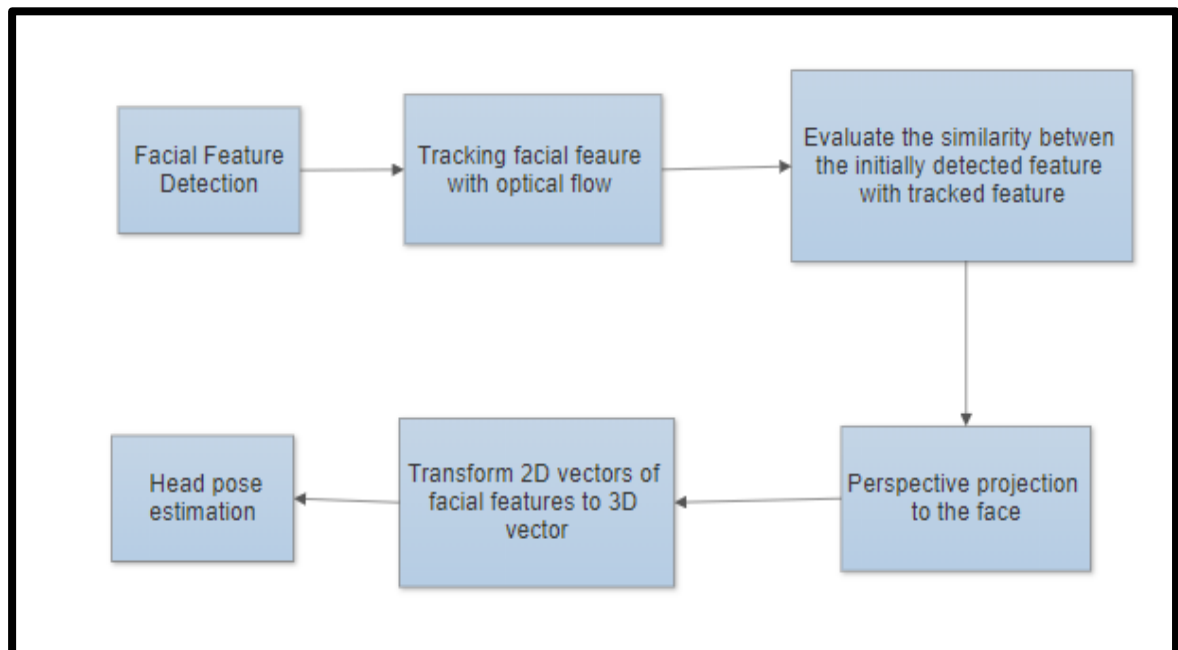 Facial Feature
Detection
Tracking facial feaure
with optical flow
Evaluate the similarity betwen
the initially detected feature
with tracked feature
Perspective projection
to the face
Transform 2D vectors of
facial features to 3D
vector
Head pose
estimation